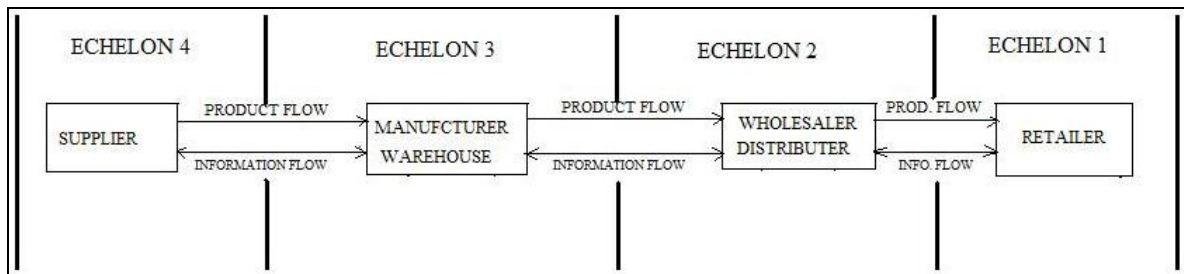 ECHELON 4
ECHELON 3
ECHELON 2
ECHELON 1
SUPPLIER
PRODUCT FLOW
INFORMATION FLOW
MANUFCTURER
WAREHOUSE
PRODUCT FLOW
INFORMATION FLOW
WHOLESALER
DISTRIBUTER
PROD. FLOW
INFO. FLOW
RETAILER